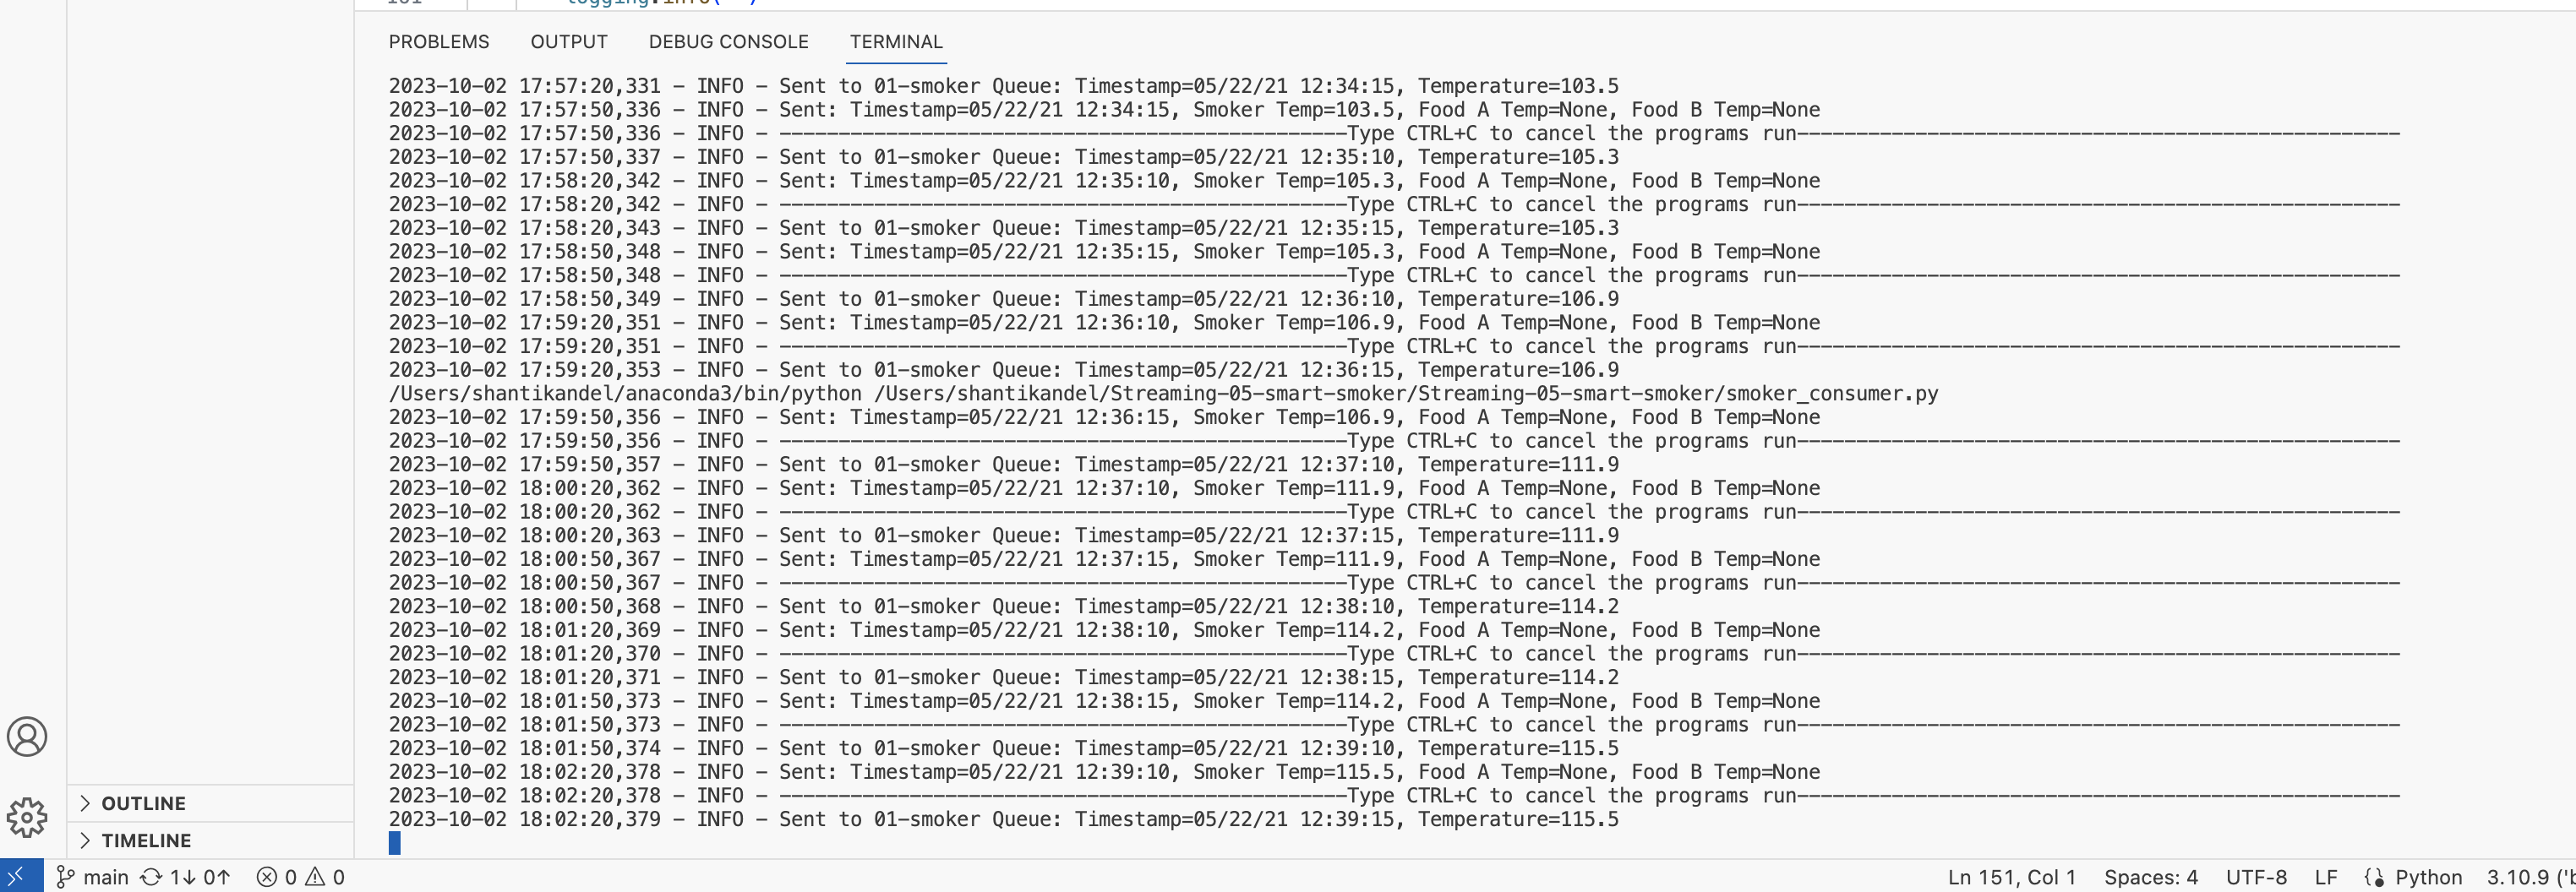 PROBLEMS OUTPUT DEBUG CONSOLE TERMINAL
2023-10-02 17:57:20,331 - INFO - Sent to 01-smoker Queue: Timestamp=05/22/21 12:34:15, Temperature=103.5
2023-10-02 17:57:50,336 - INFO - Sent: Timestamp=05/22/21 12:34:15, Smoker Temp=103.5, Food A Temp=None, Food B Temp=None
2023-10-02 17:57:50,336 - INFO - ------------------------------------------------Type CTRL+C to cancel the programs run---------------------------------------------------
2023-10-02 17:57:50,337 - INFO - Sent to 01-smoker Queue: Timestamp=05/22/21 12:35:10, Temperature=105.3
2023-10-02 17:58:20,342 - INFO - Sent: Timestamp=05/22/21 12:35:10, Smoker Temp=105.3, Food A Temp=None, Food B Temp=None
2023-10-02 17:58:20,342 - INFO - ------------------------------------------------Type CTRL+C to cancel the programs run---------------------------------------------------
2023-10-02 17:58:20,343 - INFO - Sent to 01-smoker Queue: Timestamp=05/22/21 12:35:15, Temperature=105.3
2023-10-02 17:58:50,348 - INFO - Sent: Timestamp=05/22/21 12:35:15, Smoker Temp=105.3, Food A Temp=None, Food B Temp=None
2023-10-02 17:58:50,348 - INFO - ------------------------------------------------Type CTRL+C to cancel the programs run---------------------------------------------------
2023-10-02 17:58:50,349 - INFO - Sent to 01-smoker Queue: Timestamp=05/22/21 12:36:10, Temperature=106.9
2023-10-02 17:59:20,351 - INFO - Sent: Timestamp=05/22/21 12:36:10, Smoker Temp=106.9, Food A Temp=None, Food B Temp=None
2023-10-02 17:59:20,351 - INFO - ------------------------------------------------Type CTRL+C to cancel the programs run---------------------------------------------------
2023-10-02 17:59:20,353 - INFO - Sent to 01-smoker Queue: Timestamp=05/22/21 12:36:15, Temperature=106.9
/Users/shantikandel/anaconda3/bin/python /Users/shantikandel/Streaming-05-smart-smoker/Streaming-05-smart-smoker/smoker_consumer.py
2023-10-02 17:59:50,356 - INFO - Sent: Timestamp=05/22/21 12:36:15, Smoker Temp=106.9, Food A Temp=None, Food B Temp=None
2023-10-02 17:59:50,356 - INFO - ------------------------------------------------Type CTRL+C to cancel the programs run---------------------------------------------------
2023-10-02 17:59:50,357 - INFO - Sent to 01-smoker Queue: Timestamp=05/22/21 12:37:10, Temperature=111.9
2023-10-02 18:00:20,362 - INFO - Sent: Timestamp=05/22/21 12:37:10, Smoker Temp=111.9, Food A Temp=None, Food B Temp=None
2023-10-02 18:00:20,362 - INFO - ------------------------------------------------Type CTRL+C to cancel the programs run---------------------------------------------------
2023-10-02 18:00:20,363 - INFO - Sent to 01-smoker Queue: Timestamp=05/22/21 12:37:15, Temperature=111.9
2023-10-02 18:00:50,367 - INFO - Sent: Timestamp=05/22/21 12:37:15, Smoker Temp=111.9, Food A Temp=None, Food B Temp=None
2023-10-02 18:00:50,367 - INFO - ------------------------------------------------Type CTRL+C to cancel the programs run---------------------------------------------------
2023-10-02 18:00:50,368 - INFO - Sent to 01-smoker Queue: Timestamp=05/22/21 12:38:10, Temperature=114.2
2023-10-02 18:01:20,369 - INFO - Sent: Timestamp=05/22/21 12:38:10, Smoker Temp=114.2, Food A Temp=None, Food B Temp=None
2023-10-02 18:01:20,370 - INFO - ------------------------------------------------Type CTRL+C to cancel the programs run---------------------------------------------------
2023-10-02 18:01:20,371 - INFO - Sent to 01-smoker Queue: Timestamp=05/22/21 12:38:15, Temperature=114.2
2023-10-02 18:01:50,373 - INFO - Sent: Timestamp=05/22/21 12:38:15, Smoker Temp=114.2, Food A Temp=None, Food B Temp=None
2023-10-02 18:01:50,373 - INFO - ------------------------------------------------Type CTRL+C to cancel the programs run---------------------------------------------------
2023-10-02 18:01:50,374 - INFO - Sent to 01-smoker Queue: Timestamp=05/22/21 12:39:10, Temperature=115.5
2023-10-02 18:02:20,378 - INFO - Sent: Timestamp=05/22/21 12:39:10, Smoker Temp=115.5, Food A Temp=None, Food B Temp=None
2023-10-02 18:02:20,378 - INFO - ------------------------------------------------Type CTRL+C to cancel the programs run---------------------------------------------------
2023-10-02 18:02:20,379 - INFO - Sent to 01-smoker Queue: Timestamp=05/22/21 12:39:15, Temperature=115.5
OUTLINE
TIMELINE
main 1↓ 0↑ 0 0 Ln 151, Col 1 Spaces: 4 UTF-8 LF Python 3.10.9